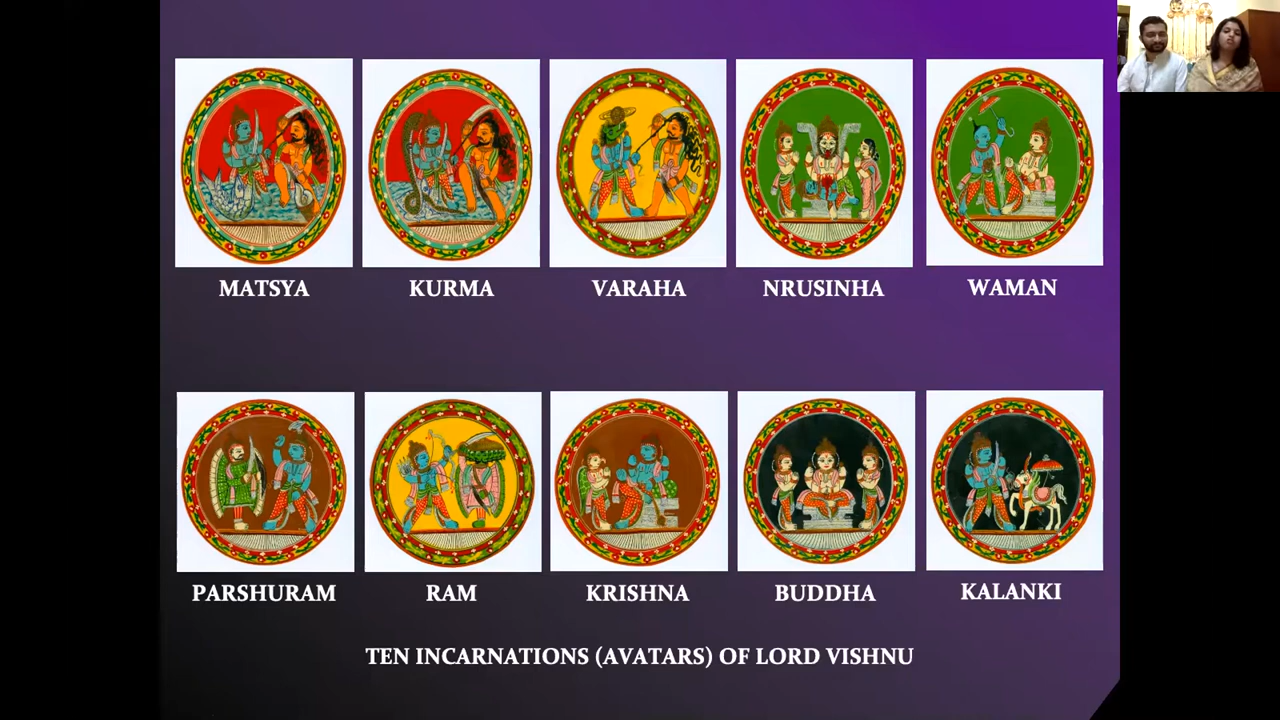 MATSYA
KURMA
VARAHA
NRUSINHA
WAMAN
PARSHURAM
RAM
KRISHNA
BUDDHA
KALANKI
TEN INCARNATIONS (AVATARS) OF LORD VISHNU